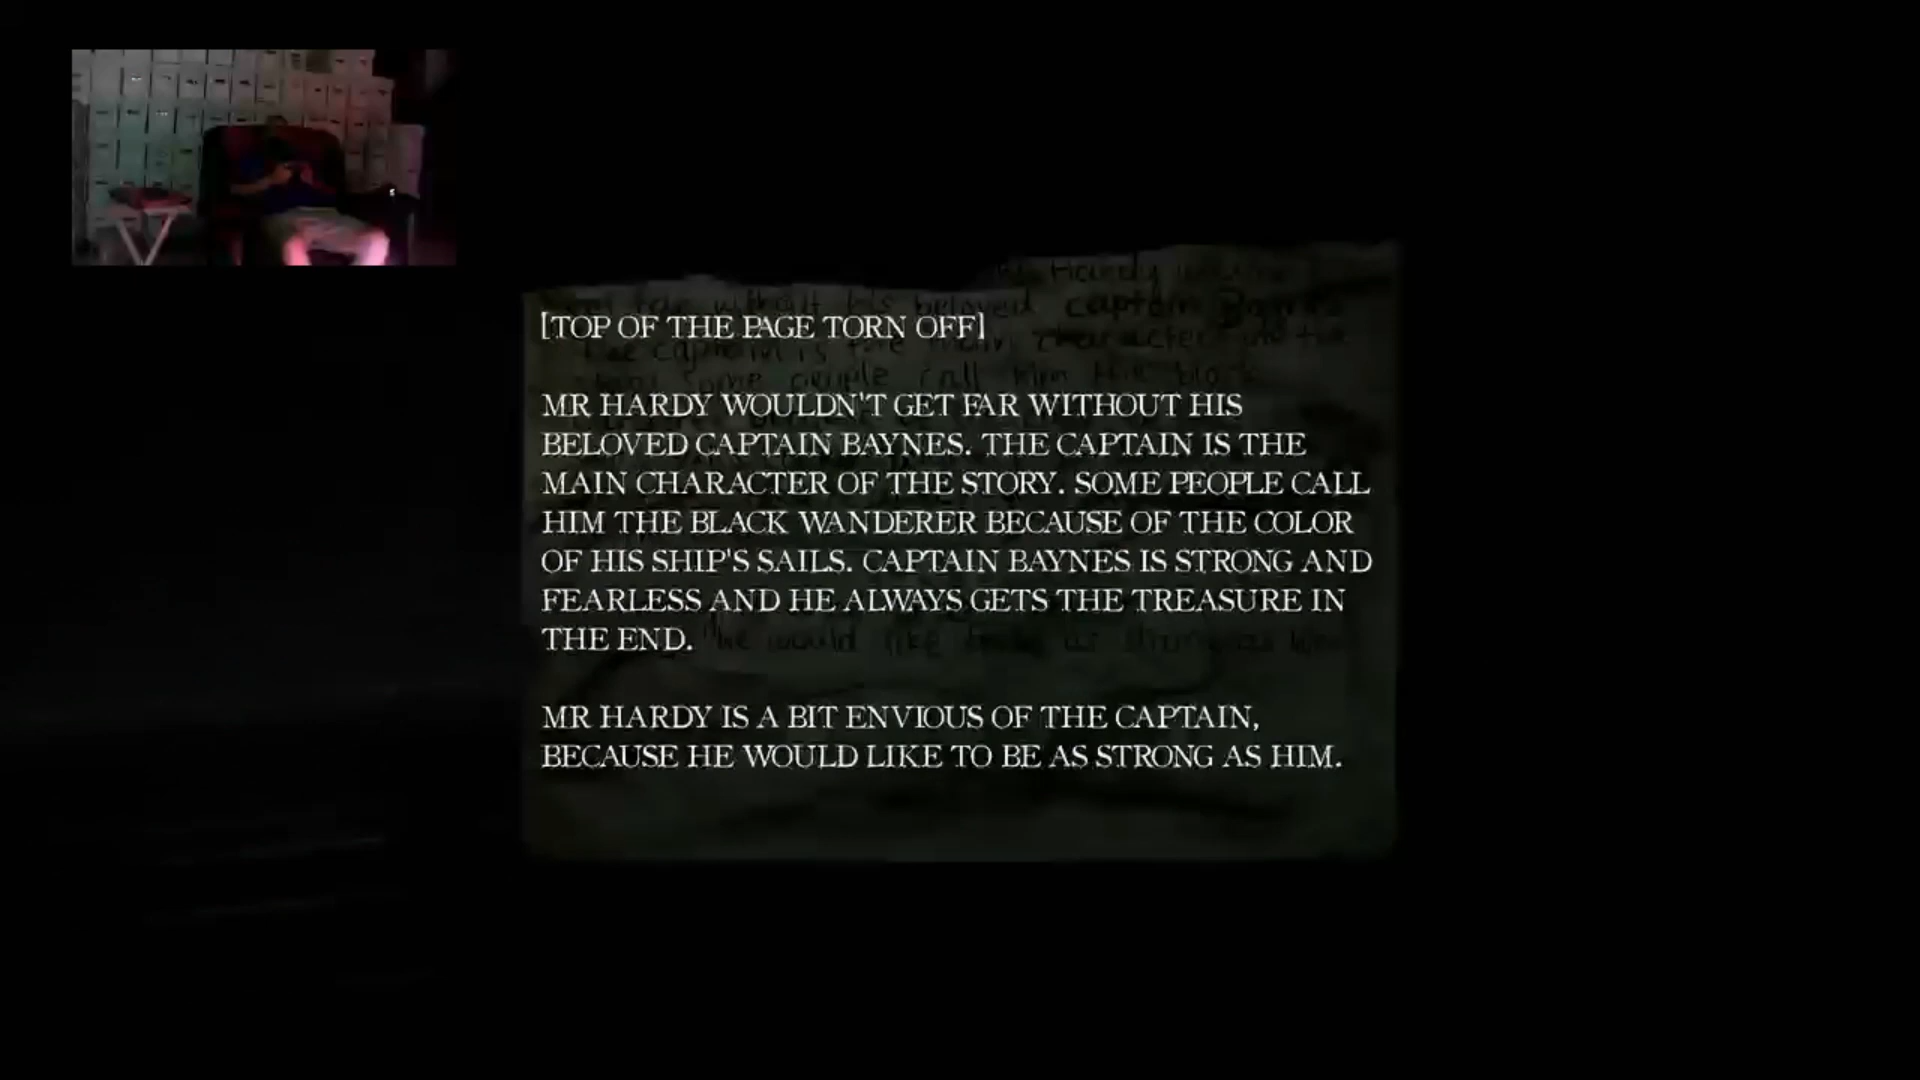 [TOP OF THE PAGE TORN OFF]
MR HARDY WOULDN'T GET FAR WITHOUT HIS
BELOVED CAPTAIN BAYNES. THE CAPTAIN IS THE
MAIN CHARACTER OF THE STORY. SOME PEOPLE CALL
HIM THE BLACK WANDERER BECAUSE OF THE COLOR
OF HIS SHIP'S SAILS. CAPTAIN BAYNES IS STRONG AND
FEARLESS AND HE ALWAYS GETS THE TREASURE IN
THE END.
MR HARDY IS A BIT ENVIOUS OF THE CAPTAIN,
BECAUSE HE WOULD LIKE TO BE AS STRONG AS HIM.